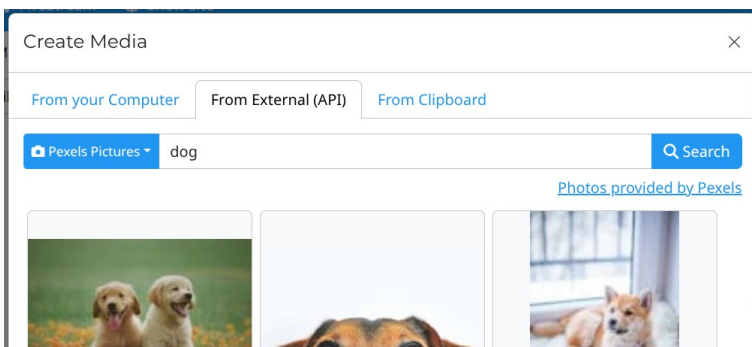 Create Media
From your Computer From External (API) From Clipboard
Pexels Pictures dog Search
Photos provided by Pexels